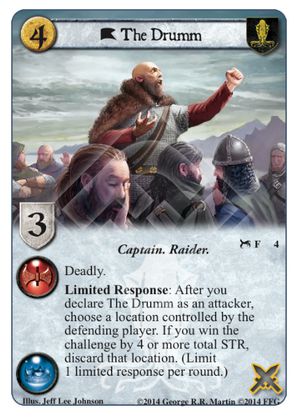 4 The Drumm
3
Captain. Raider.
F 4
Deadly.
Limited Response: After you
declare The Drumm as an attacker,
choose a location controlled by the
defending player. If you win the
challenge by 4 or more total STR,
discard that location. (Limit
1 limited response per round.)
Illus. Jeff Lee Johnson ©2014 George R.R. Martin ©2014 FFG